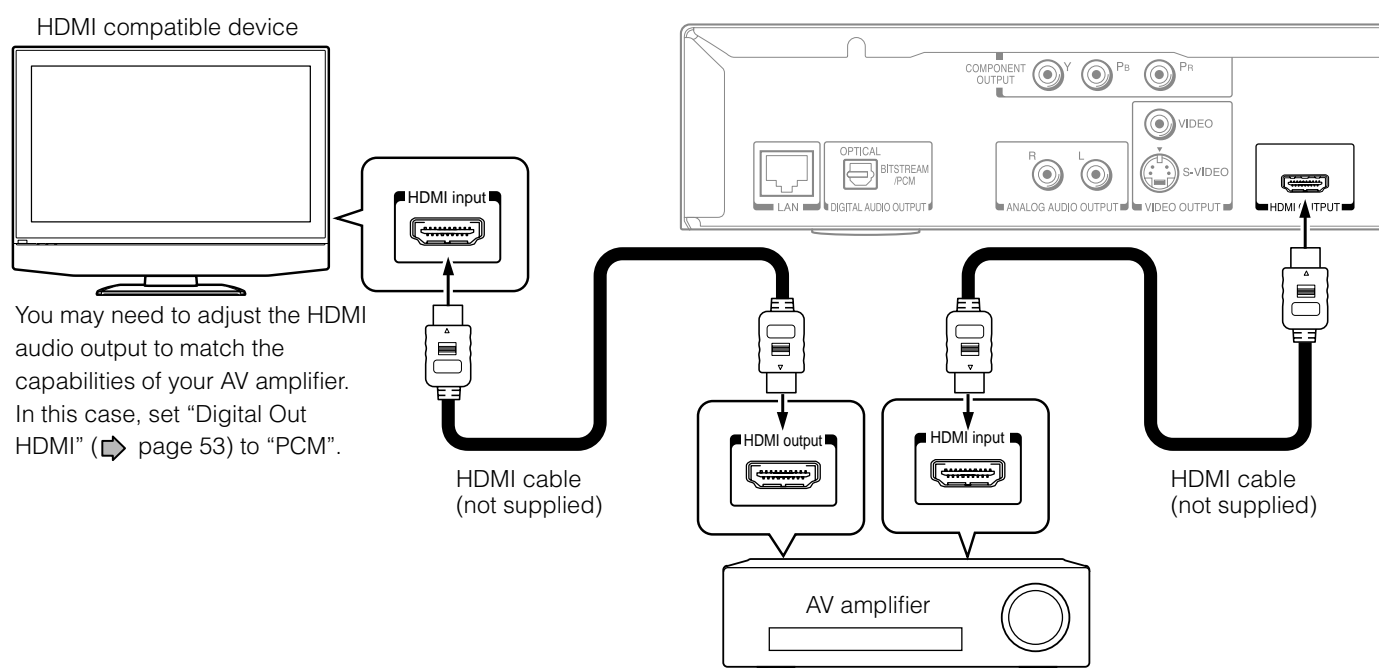 HDMI compatible device
HDMI input
You may need to adjust the HDMI
audio output to match the
capabilities of your AV amplifier.
In this case, set “Digital Out
HDMI” ( page 53) to “PCM”.
COMPONENT
OUTPUT
Y
PB
PR
VIDEO
S-VIDEO
OPTICAL
BITSTREAM
/PCM
R
L
LAN
DIGITAL AUDIO OUTPUT
ANALOG AUDIO OUTPUT
VIDEO OUTPUT
HDMI OUTPUT
HDMI output
HDMI input
HDMI cable
(not supplied)
HDMI cable
(not supplied)
AV amplifier